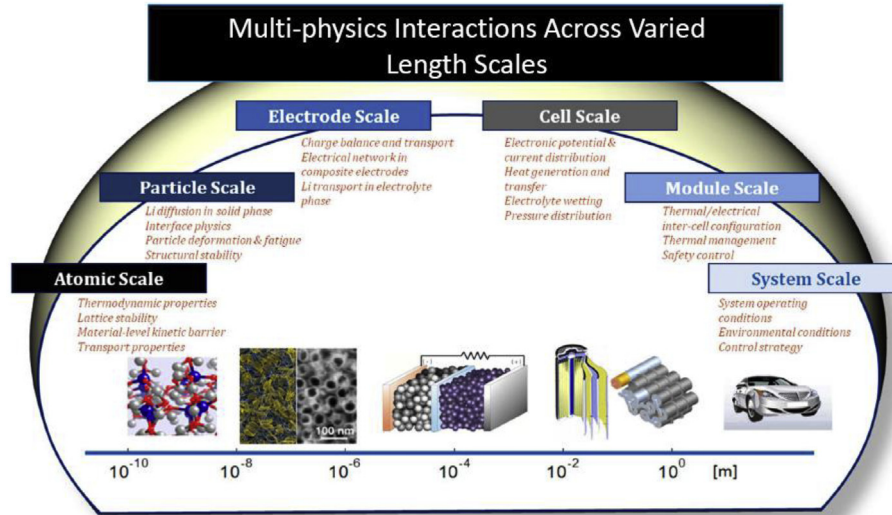 Multi-physics Interactions Across Varied
Length Scales
Electrode Scale
Charge balance and transport
Electrical network in
composite electrodes
Li transport in electrolyte
phase
Cell Scale
Electronic potential &
current distribution
Heat generation and
transfer
Electrolyte wetting
Pressure distribution
Particle Scale
Li diffusion in solid phase
Interface physics
Particle deformation & fatigue
Structural stability
Module Scale
Thermal/electrical
inter-cell configuration
Thermal management
Safety control
Atomic Scale
Thermodynamic properties
Lattice stability
Material-level kinetic barrier
Transport properties
System Scale
System operating
conditions
Environmental conditions
Control strategy
100 nm
(-) (+)
10⁻¹⁰ 10⁻⁸ 10⁻⁶ 10⁻⁴ 10⁻² 10⁰ [m]